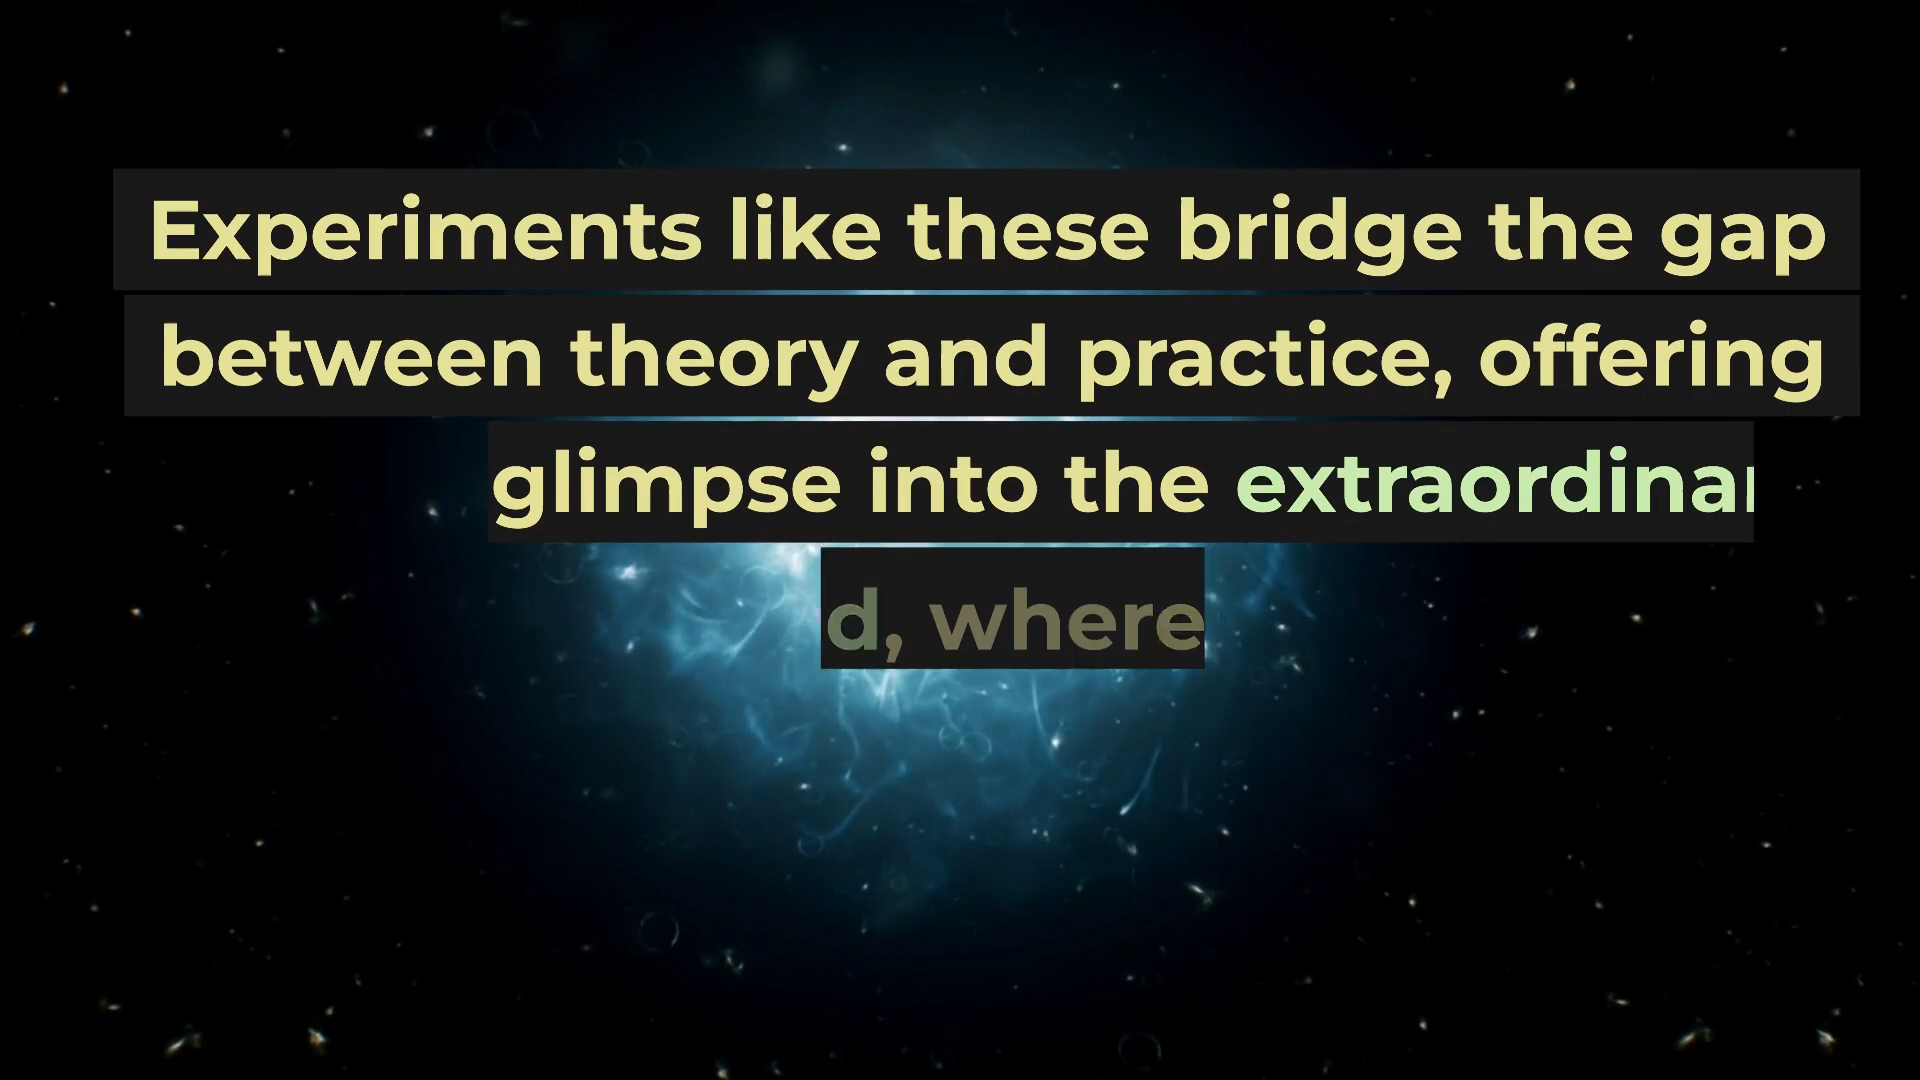 Experiments like these bridge the gap
between theory and practice, offering
glimpse into the extraordinar
d, where